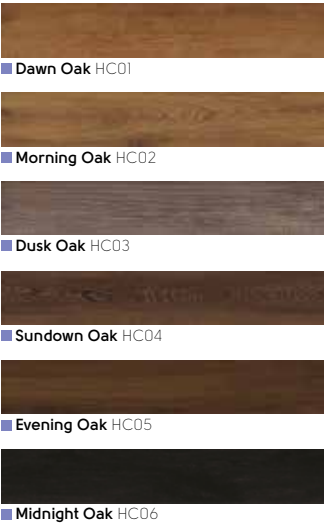 Dawn Oak HC01
Morning Oak HC02
Dusk Oak HC03
Sundown Oak HC04
Evening Oak HC05
Midnight Oak HC06